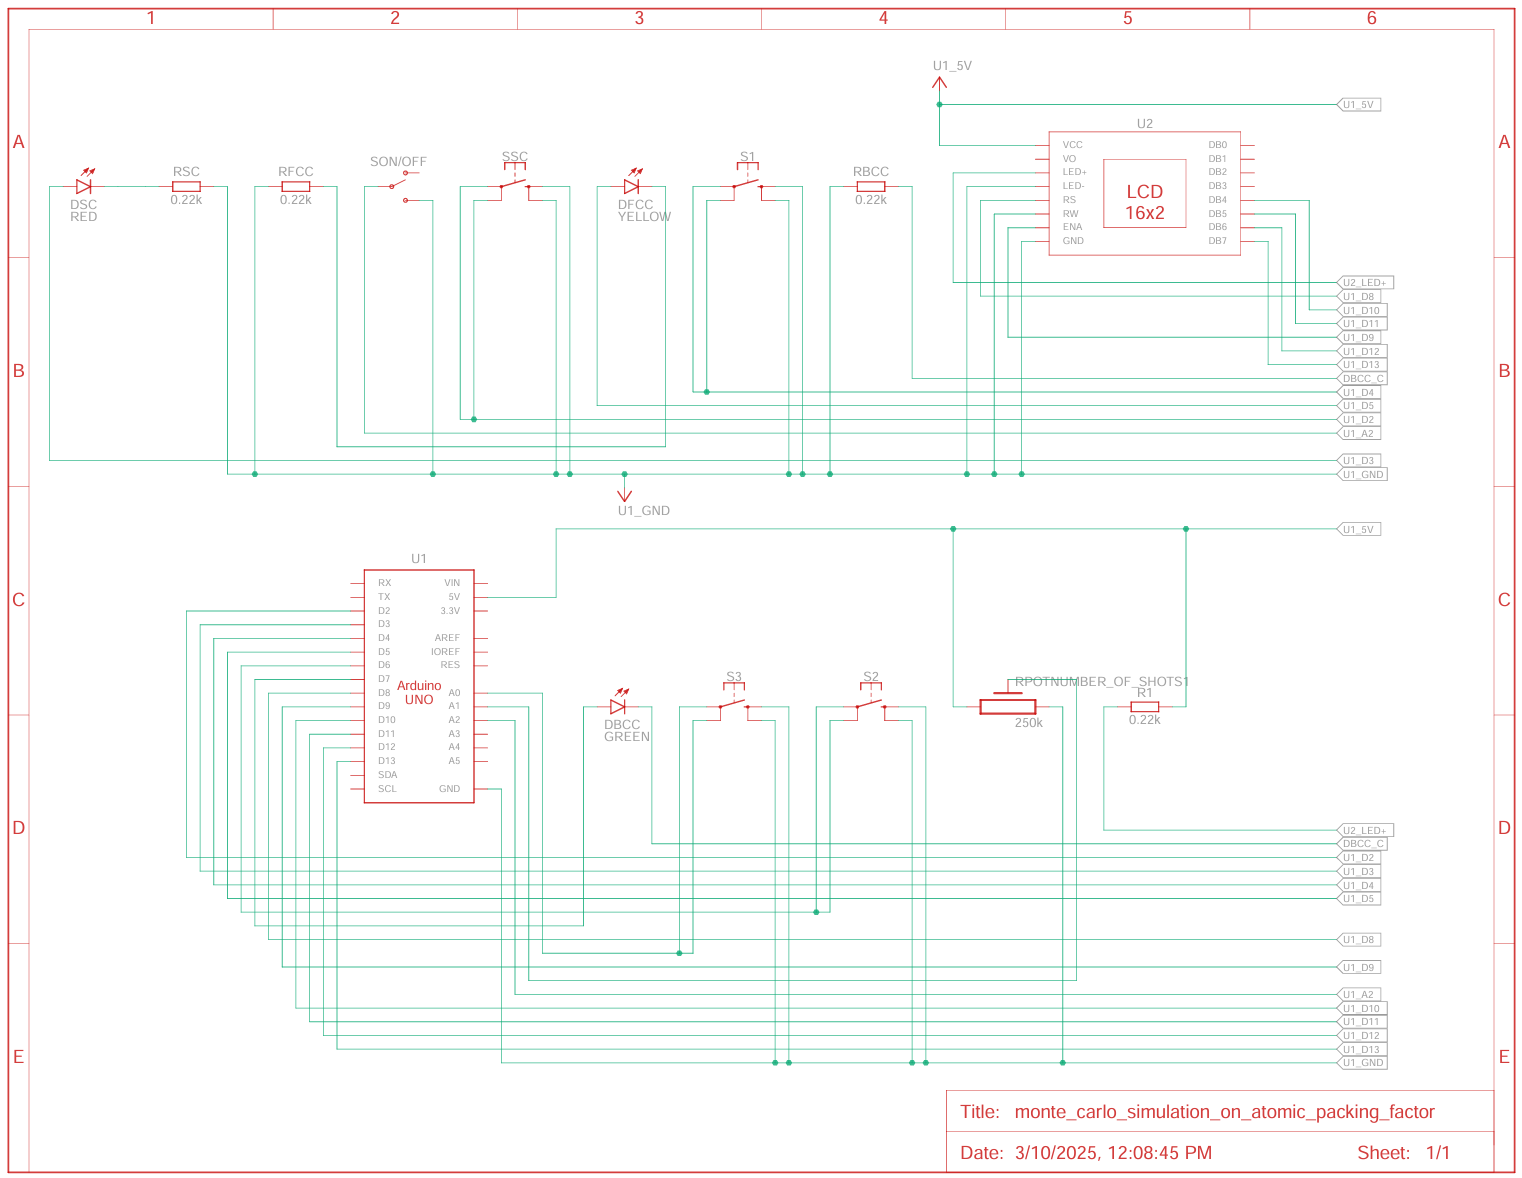 1 2 3 4 5 6
A
A
B
B
C
C
D
D
E
E
U1_5V
U1_5V
DSC
RED
RSC
0.22k
RFCC
0.22k
SON/OFF
SSC
DFCC
YELLOW
S1
RBCC
0.22k
U2
VCC
VO
LED+
LED-
RS
RW
ENA
GND
LCD
16x2
DB0
DB1
DB2
DB3
DB4
DB5
DB6
DB7
U2_LED+
U1_D8
U1_D10
U1_D11
U1_D9
U1_D12
U1_D13
DBCC_C
U1_D4
U1_D5
U1_D2
U1_A2
U1_D3
U1_GND
U1_GND
U1_5V
U1
RX
TX
D2
D3
D4
D5
D6
D7
D8
D9
D10
D11
D12
D13
SDA
SCL
Arduino
UNO
VIN
5V
3.3V
AREF
IOREF
RES
A0
A1
A2
A3
A4
A5
GND
DBCC
GREEN
S3
S2
RPOTNUMBER_OF_SHOTS1
250k
R1
0.22k
U2_LED+
DBCC_C
U1_D2
U1_D3
U1_D4
U1_D5
U1_D8
U1_D9
U1_A2
U1_D10
U1_D11
U1_D12
U1_D13
U1_GND
Title: monte_carlo_simulation_on_atomic_packing_factor
Date: 3/10/2025, 12:08:45 PM Sheet: 1/1